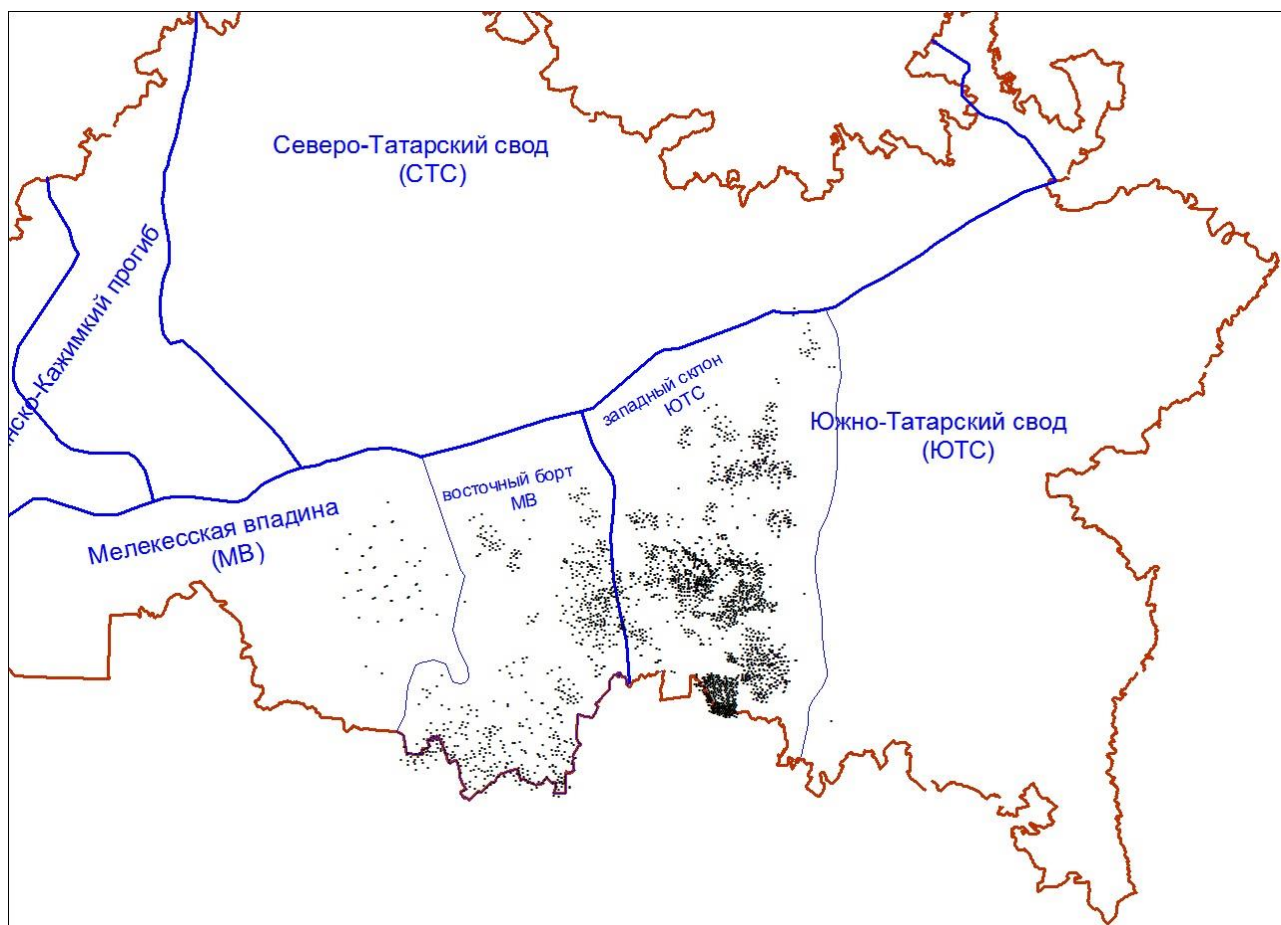 Северо-Татарский свод
(СТС)
нско-Кажимкий прогиб
западный склон
ЮТС
Южно-Татарский свод
(ЮТС)
восточный борт
МВ
Мелекесская впадина
(МВ)